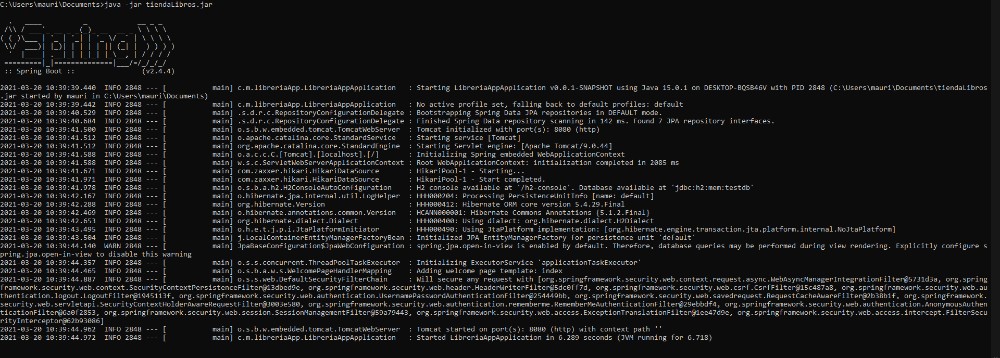 C:\Users\mauri\Documents>java -jar tiendaLibros.jar

  .   ____          _            __ _ _
 /\\ / ___'_ __ _ _(_)_ __  __ _ \ \ \ \
( ( )\___ | '_ | '_| | '_ \/ _` | \ \ \ \
 \\/  ___)| |_)| | | | | || (_| |  ) ) ) )
  '  |____| .__|_| |_|_| |_\__, | / / / /
 =========|_|==============|___/=/_/_/_/
 :: Spring Boot ::                (v2.4.4)

2021-03-20 10:39:39.440  INFO 2848 --- [           main] c.m.libreriaApp.LibreriaAppApplication   : Starting LibreriaAppApplication v0.0.1-SNAPSHOT using Java 15.0.1 on DESKTOP-BQSB46V with PID 2848 (C:\Users\mauri\Documents\tiendaLibros
.jar started by mauri in C:\Users\mauri\Documents)
2021-03-20 10:39:39.442  INFO 2848 --- [           main] c.m.libreriaApp.LibreriaAppApplication   : No active profile set, falling back to default profiles: default
2021-03-20 10:39:40.529  INFO 2848 --- [           main] .s.d.r.c.RepositoryConfigurationDelegate : Bootstrapping Spring Data JPA repositories in DEFAULT mode.
2021-03-20 10:39:40.684  INFO 2848 --- [           main] .s.d.r.c.RepositoryConfigurationDelegate : Finished Spring Data repository scanning in 142 ms. Found 7 JPA repository interfaces.
2021-03-20 10:39:41.500  INFO 2848 --- [           main] o.s.b.w.embedded.tomcat.TomcatWebServer  : Tomcat initialized with port(s): 8080 (http)
2021-03-20 10:39:41.512  INFO 2848 --- [           main] o.apache.catalina.core.StandardService   : Starting service [Tomcat]
2021-03-20 10:39:41.512  INFO 2848 --- [           main] org.apache.catalina.core.StandardEngine  : Starting Servlet engine: [Apache Tomcat/9.0.44]
2021-03-20 10:39:41.588  INFO 2848 --- [           main] o.a.c.c.C.[Tomcat].[localhost].[/]       : Initializing Spring embedded WebApplicationContext
2021-03-20 10:39:41.588  INFO 2848 --- [           main] w.s.c.ServletWebServerApplicationContext : Root WebApplicationContext: initialization completed in 2085 ms
2021-03-20 10:39:41.671  INFO 2848 --- [           main] com.zaxxer.hikari.HikariDataSource       : HikariPool-1 - Starting...
2021-03-20 10:39:41.971  INFO 2848 --- [           main] com.zaxxer.hikari.HikariDataSource       : HikariPool-1 - Start completed.
2021-03-20 10:39:41.978  INFO 2848 --- [           main] o.s.b.a.h2.H2ConsoleAutoConfiguration    : H2 console available at '/h2-console'. Database available at 'jdbc:h2:mem:testdb'
2021-03-20 10:39:42.167  INFO 2848 --- [           main] o.hibernate.jpa.internal.util.LogHelper  : HHH000204: Processing PersistenceUnitInfo [name: default]
2021-03-20 10:39:42.288  INFO 2848 --- [           main] org.hibernate.Version                    : HHH000412: Hibernate ORM core version 5.4.29.Final
2021-03-20 10:39:42.469  INFO 2848 --- [           main] o.hibernate.annotations.common.Version   : HCANN000001: Hibernate Commons Annotations {5.1.2.Final}
2021-03-20 10:39:42.653  INFO 2848 --- [           main] org.hibernate.dialect.Dialect            : HHH000400: Using dialect: org.hibernate.dialect.H2Dialect
2021-03-20 10:39:43.495  INFO 2848 --- [           main] o.h.e.t.j.p.i.JtaPlatformInitiator       : HHH000490: Using JtaPlatform implementation: [org.hibernate.engine.transaction.jta.platform.internal.NoJtaPlatform]
2021-03-20 10:39:43.504  INFO 2848 --- [           main] j.LocalContainerEntityManagerFactoryBean : Initialized JPA EntityManagerFactory for persistence unit 'default'
2021-03-20 10:39:44.140  WARN 2848 --- [           main] JpaBaseConfiguration$JpaWebConfiguration : spring.jpa.open-in-view is enabled by default. Therefore, database queries may be performed during view rendering. Explicitly configure s
pring.jpa.open-in-view to disable this warning
2021-03-20 10:39:44.357  INFO 2848 --- [           main] o.s.s.concurrent.ThreadPoolTaskExecutor  : Initializing ExecutorService 'applicationTaskExecutor'
2021-03-20 10:39:44.465  INFO 2848 --- [           main] o.s.b.a.w.s.WelcomePageHandlerMapping    : Adding welcome page template: index
2021-03-20 10:39:44.887  INFO 2848 --- [           main] o.s.s.web.DefaultSecurityFilterChain     : Will secure any request with [org.springframework.security.web.context.request.async.WebAsyncManagerIntegrationFilter@5731d3a, org.spring
framework.security.web.context.SecurityContextPersistenceFilter@13dbed9e, org.springframework.security.web.header.HeaderWriterFilter@5dc0ff7d, org.springframework.security.web.csrf.CsrfFilter@15c487a8, org.springframework.security.web.au
thentication.logout.LogoutFilter@1945113f, org.springframework.security.web.authentication.UsernamePasswordAuthenticationFilter@254449bb, org.springframework.security.web.savedrequest.RequestCacheAwareFilter@2b38b1f, org.springframework.
security.web.servletapi.SecurityContextHolderAwareRequestFilter@3003e580, org.springframework.security.web.authentication.rememberme.RememberMeAuthenticationFilter@29ebbdf4, org.springframework.security.web.authentication.AnonymousAuthen
ticationFilter@6a0f2853, org.springframework.security.web.session.SessionManagementFilter@59a79443, org.springframework.security.web.access.ExceptionTranslationFilter@1ee47d9e, org.springframework.security.web.access.intercept.FilterSecu
rityInterceptor@62b93086]
2021-03-20 10:39:44.962  INFO 2848 --- [           main] o.s.b.w.embedded.tomcat.TomcatWebServer  : Tomcat started on port(s): 8080 (http) with context path ''
2021-03-20 10:39:44.972  INFO 2848 --- [           main] c.m.libreriaApp.LibreriaAppApplication   : Started LibreriaAppApplication in 6.289 seconds (JVM running for 6.718)